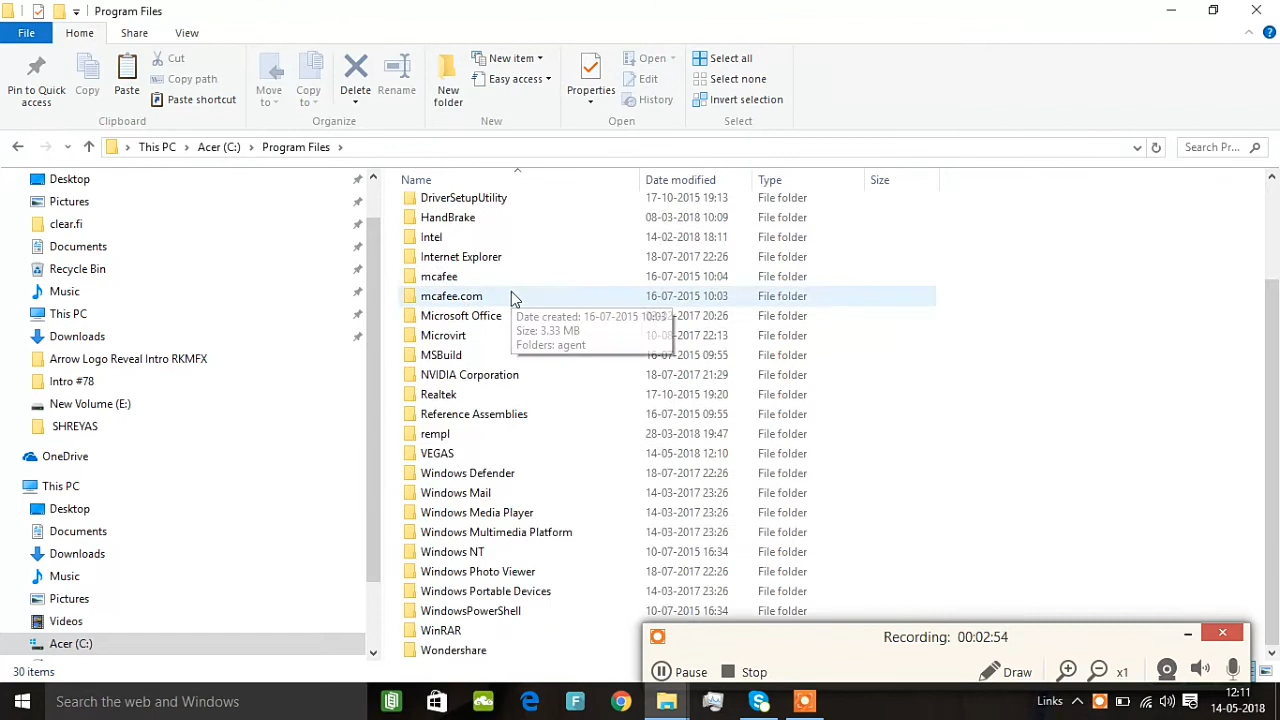 Program Files
File Home Share View
Pin to Quick access
Copy
Paste
Cut
Copy path
Paste shortcut
Clipboard
Move to
Copy to
Delete
Rename
Organize
New folder
New item
Easy access
New
Properties
Open
Edit
History
Open
Select all
Select none
Invert selection
Select
This PC > Acer (C:) > Program Files >
Search Pr...
Desktop
Pictures
clear.fi
Documents
Recycle Bin
Music
This PC
Downloads
Arrow Logo Reveal Intro RKMFX
Intro #78
New Volume (E:)
SHREYAS
OneDrive
This PC
Desktop
Documents
Downloads
Music
Pictures
Videos
Acer (C:)
Name Date modified Type Size
DriverSetupUtility 17-10-2015 19:13 File folder
HandBrake 08-03-2018 10:09 File folder
Intel 14-02-2018 18:11 File folder
Internet Explorer 18-07-2017 22:26 File folder
mcafee 16-07-2015 10:04 File folder
mcafee.com 16-07-2015 10:03 File folder
Microsoft Office 20:26 File folder
Microvirt 22:13 File folder
MSBuild 16-07-2015 09:55 File folder
NVIDIA Corporation 18-07-2017 21:29 File folder
Realtek 17-10-2015 19:20 File folder
Reference Assemblies 16-07-2015 09:55 File folder
rempl 28-03-2018 19:47 File folder
VEGAS 14-05-2018 12:10 File folder
Windows Defender 18-07-2017 22:26 File folder
Windows Mail 14-03-2017 23:26 File folder
Windows Media Player 14-03-2017 23:26 File folder
Windows Multimedia Platform 14-03-2017 23:26 File folder
Windows NT 10-07-2015 16:34 File folder
Windows Photo Viewer 18-07-2017 22:26 File folder
Windows Portable Devices 14-03-2017 23:26 File folder
WindowsPowerShell 10-07-2015 16:34 File folder
WinRAR
Wondershare
Date created: 16-07-2015 10:03
Size: 3.33 MB
Folders: agent
Recording: 00:02:54
Pause Stop Draw x1
30 items
Search the web and Windows
Links
12:11
14-05-2018